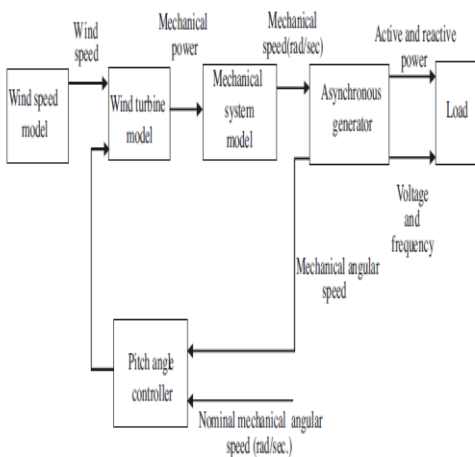 Wind
speed
Mechanical
power
Mechanical
speed(rad/sec)
Active and reactive
power
Wind speed
model
Wind turbine
model
Mechanical
system
model
Asynchronous
generator
Load
Voltage
and
frequency
Mechanical angular
speed
Pitch angle
controller
Nominal mechanical angular
speed (rad/sec.)